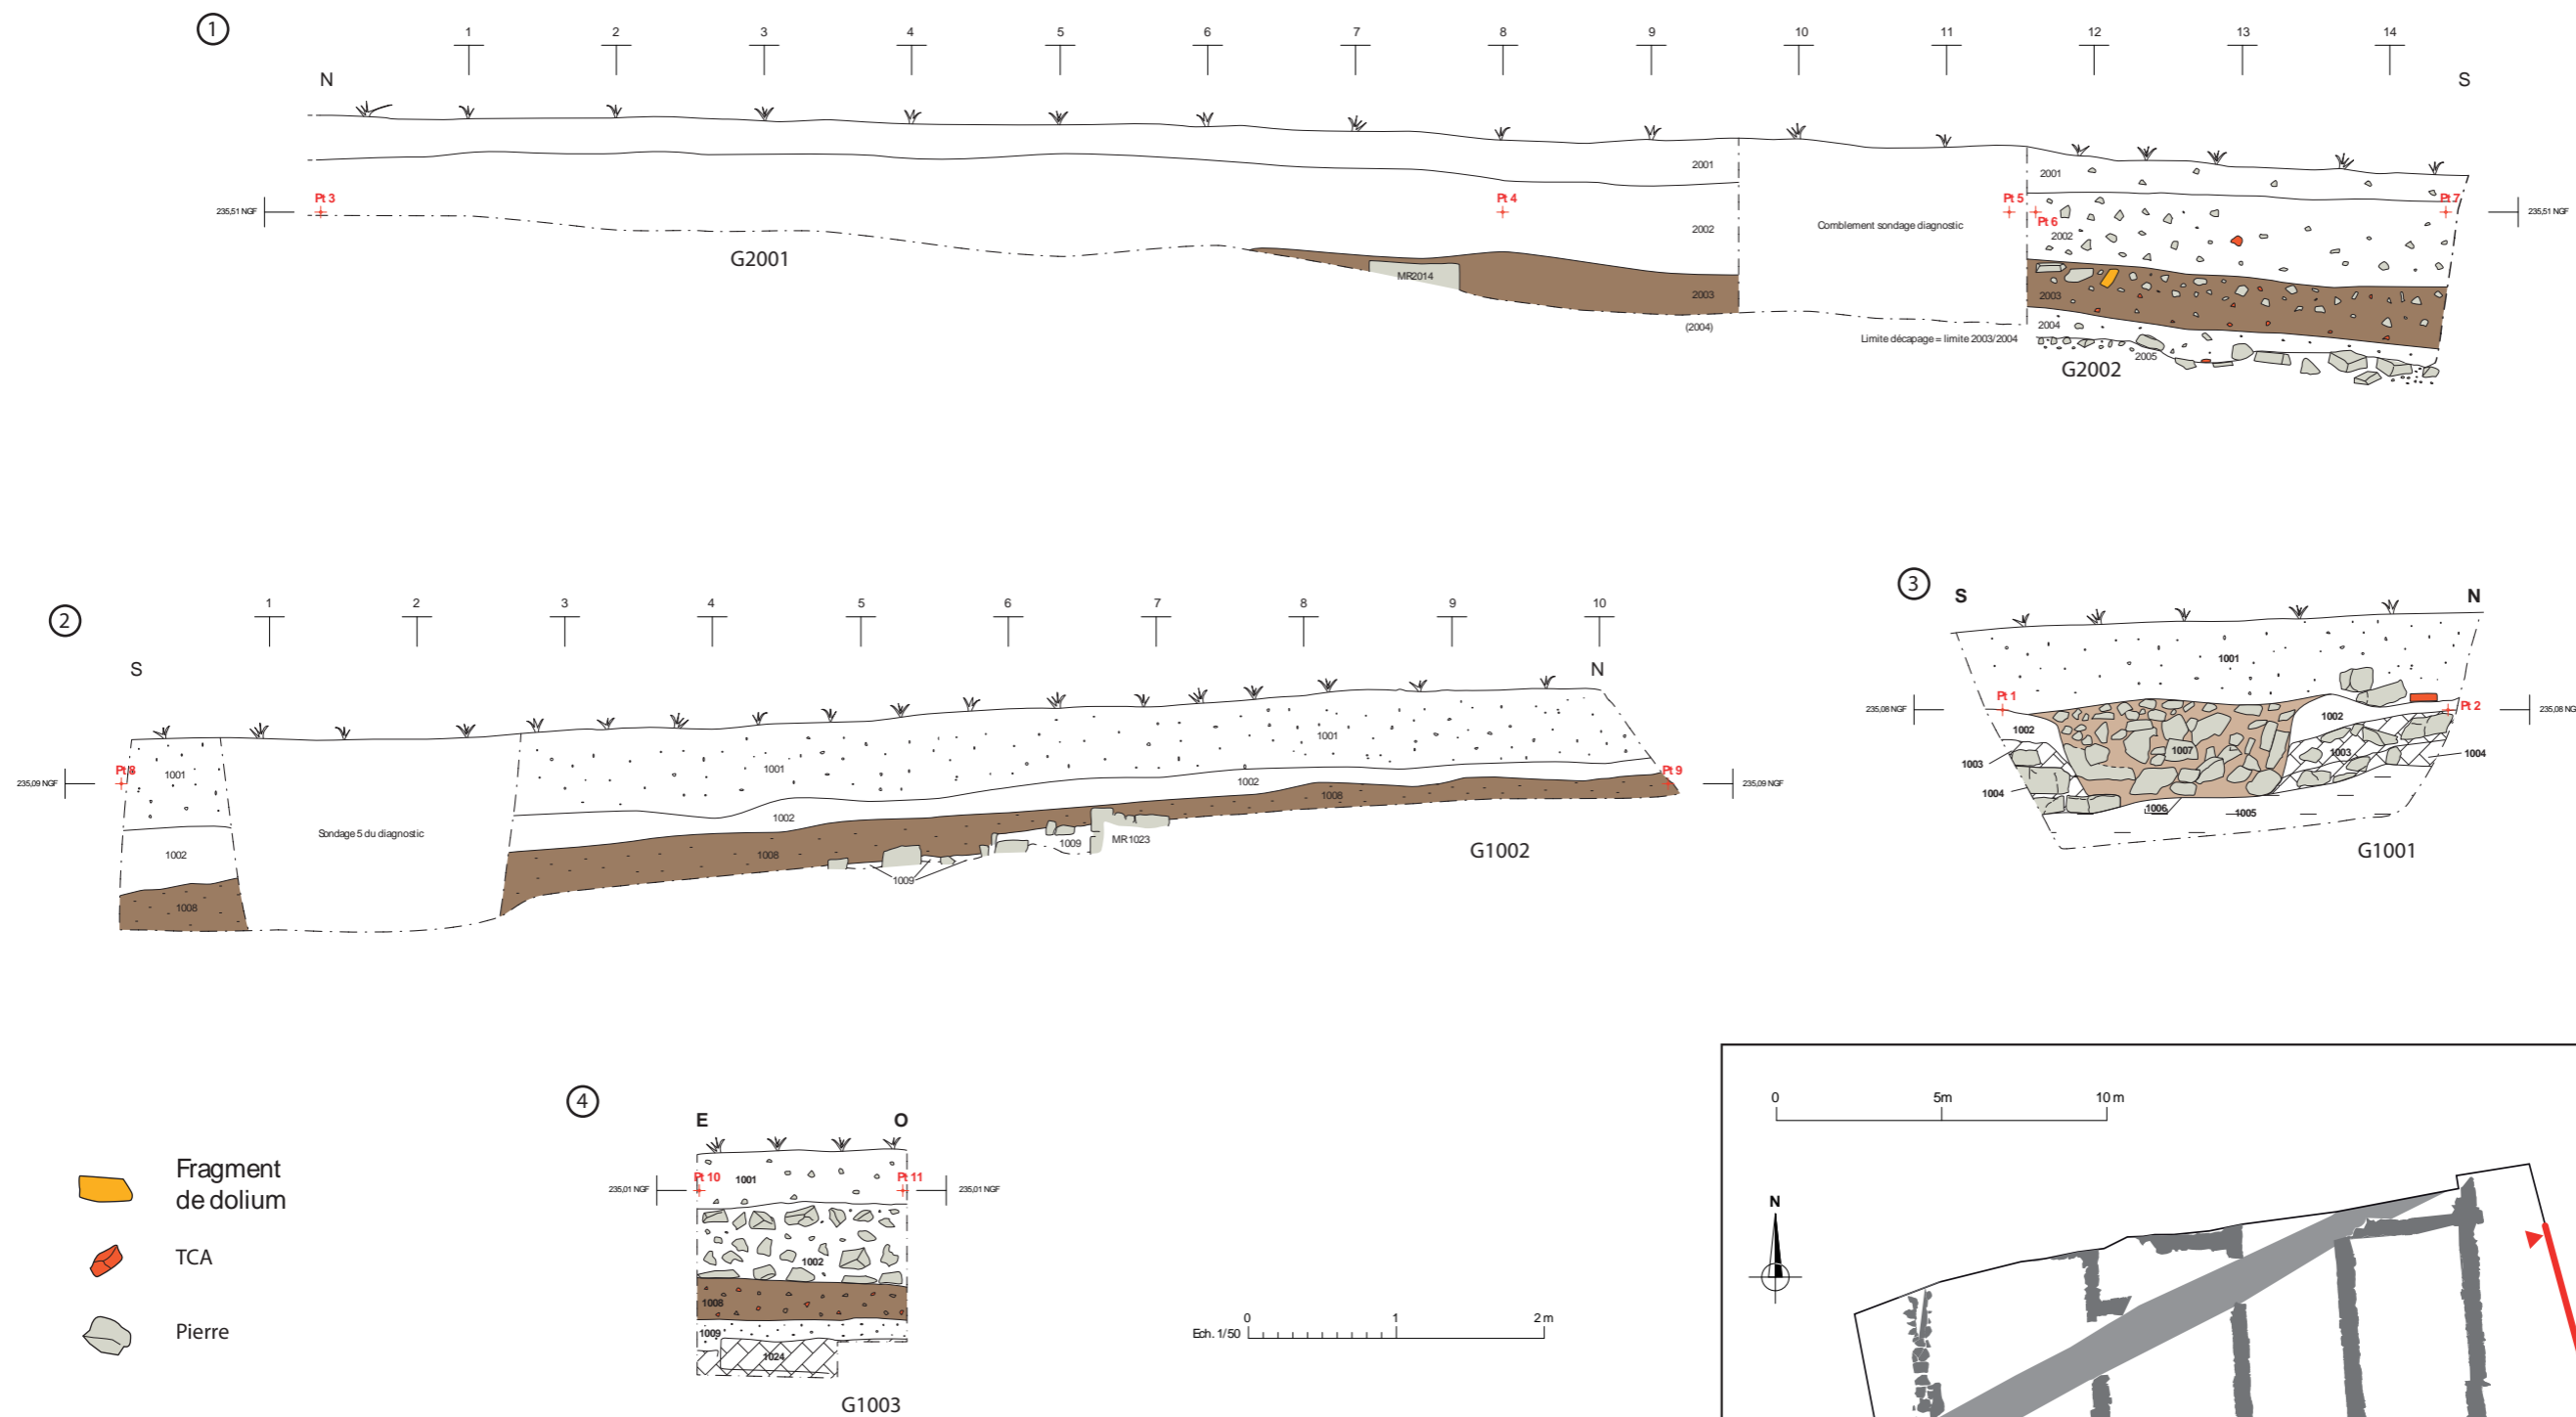 1
1 2 3 4 5 6 7 8 9 10 11 12 13 14
N S
2001
2001
Pt 3 Pt 4 Pt 5 Pt 7
235,51 NGF 235,51 NGF
Pt 6
2002 Comblement sondage diagnostic 2002
G2001
MR2014
2003 2003
(2004) 2004
Limite décapage = limite 2003/2004
2005
G2002
2
1 2 3 4 5 6 7 8 9 10
S N
1001
1001
1001
Pt 8 Pt 9
235,09 NGF 235,09 NGF
1002
1008
1002
Sondage 5 du diagnostic
1002
1008
1009 MR1023
1009
1008
G1002
3
S N
1001
Pt 1 Pt 2
235,08 NGF 235,08 NG
1002 1002
1007 1003 1004
1003
1004
1006 1005
G1001
4
E O
Pt 10 1001 Pt 11
235,01 NGF 235,01 NGF
1002
1008
1009
1024
G1003
Fragment
de dolium
TCA
Pierre
Ech. 1/50 0 1 2 m
0 5m 10 m
N